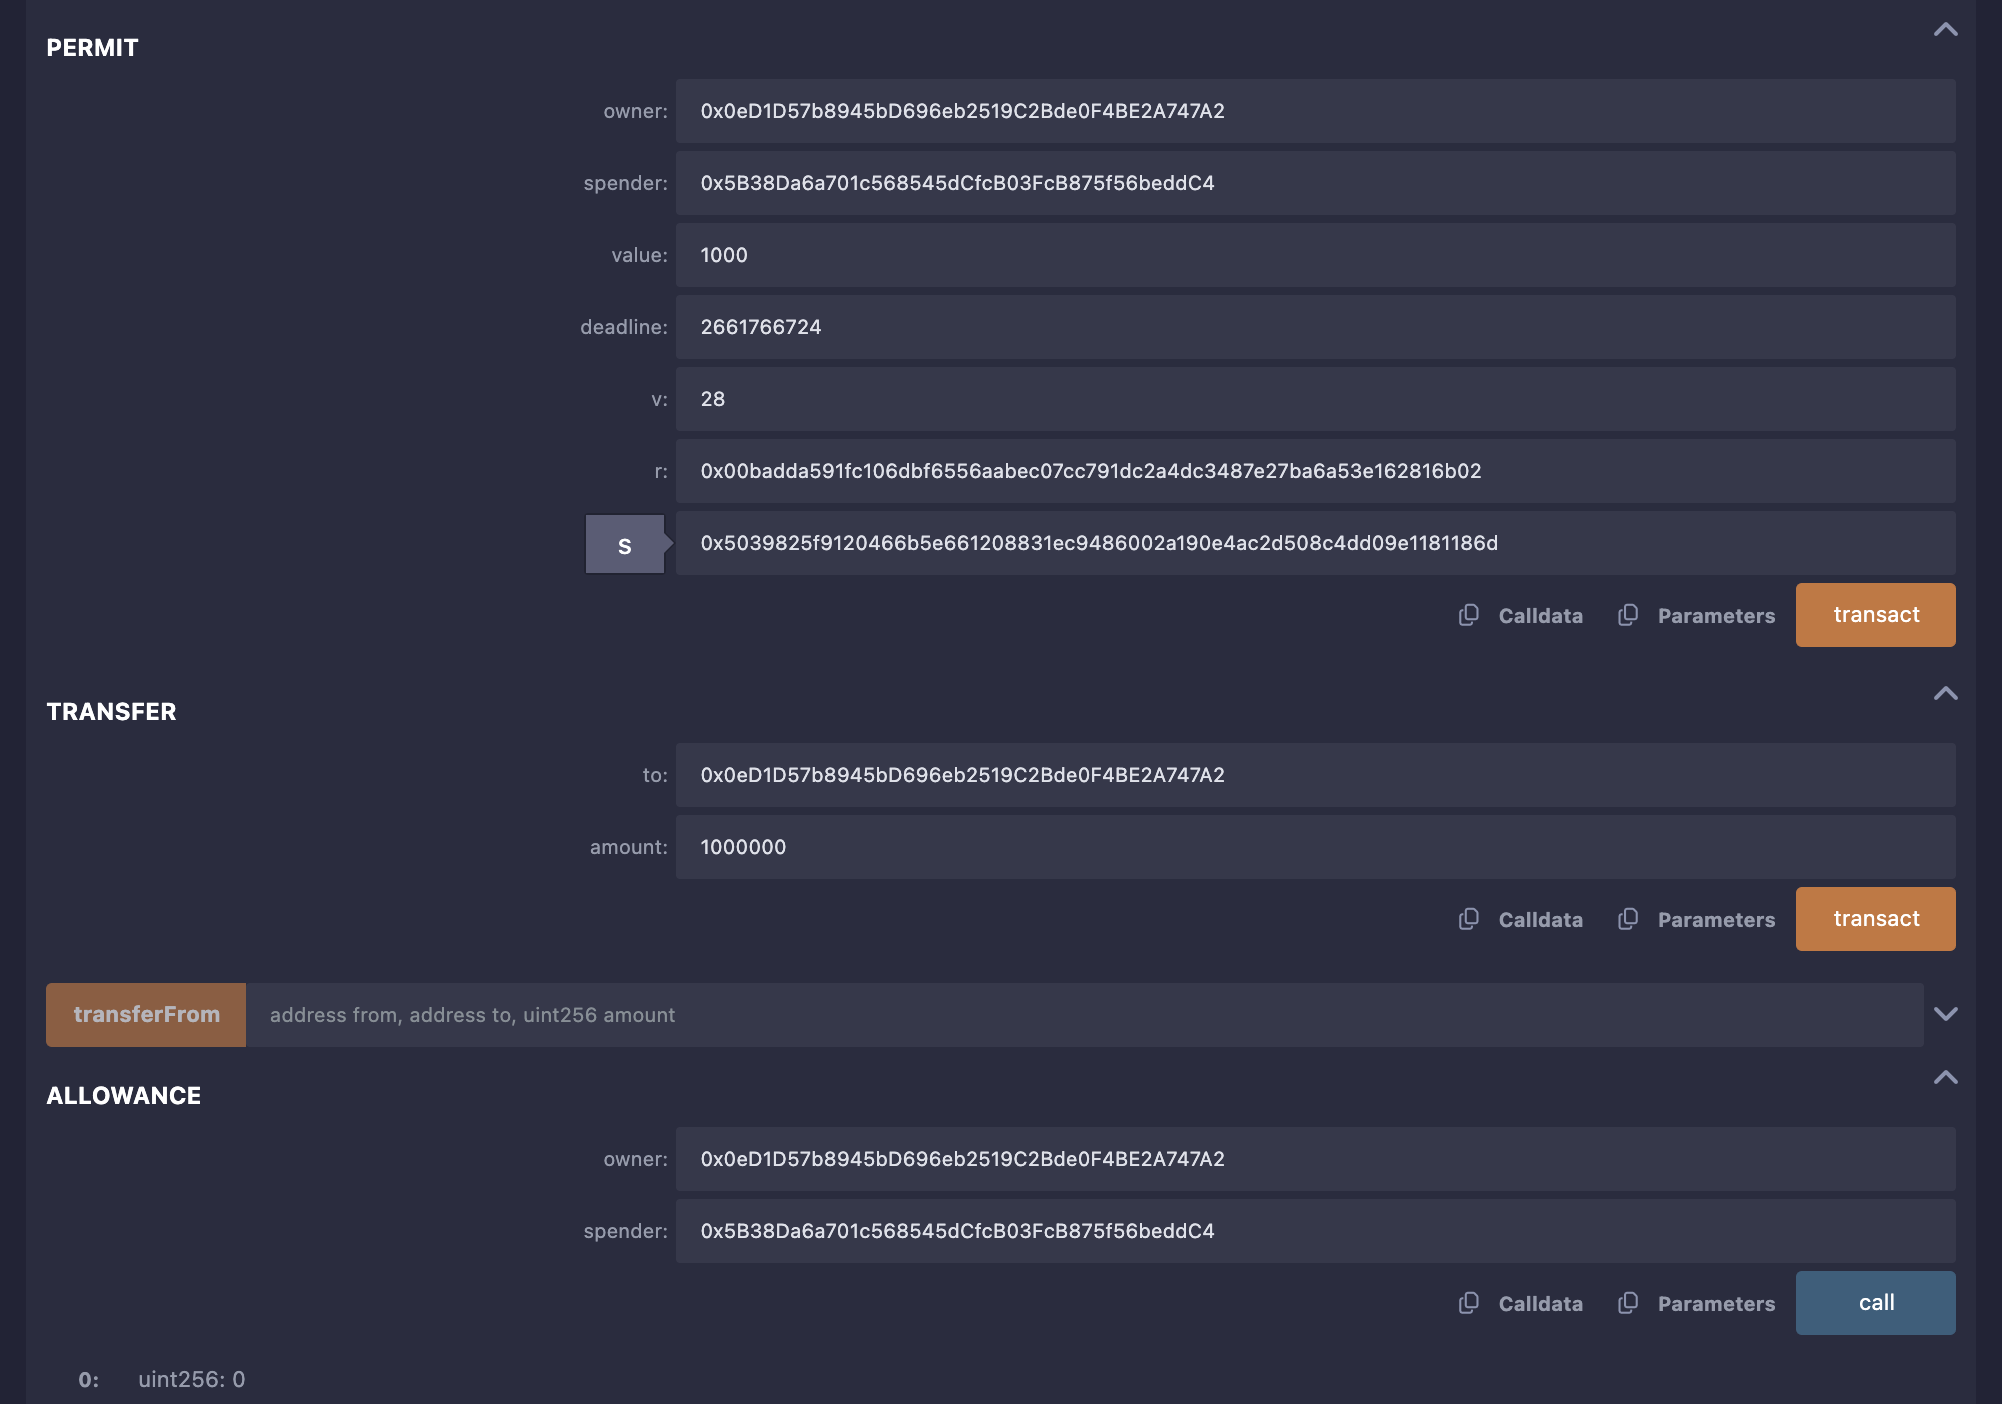 PERMIT
owner: 0x0eD1D57b8945bD696eb2519C2Bde0F4BE2A747A2
spender: 0x5B38Da6a701c568545dCfcB03FcB875f56beddC4
value: 1000
deadline: 2661766724
v: 28
r: 0x00badda591fc106dbf6556aabec07cc791dc2a4dc3487e27ba6a53e162816b02
s 0x5039825f9120466b5e661208831ec9486002a190e4ac2d508c4dd09e1181186d
Calldata Parameters transact
TRANSFER
to: 0x0eD1D57b8945bD696eb2519C2Bde0F4BE2A747A2
amount: 1000000
Calldata Parameters transact
transferFrom address from, address to, uint256 amount
ALLOWANCE
owner: 0x0eD1D57b8945bD696eb2519C2Bde0F4BE2A747A2
spender: 0x5B38Da6a701c568545dCfcB03FcB875f56beddC4
Calldata Parameters call
0: uint256: 0